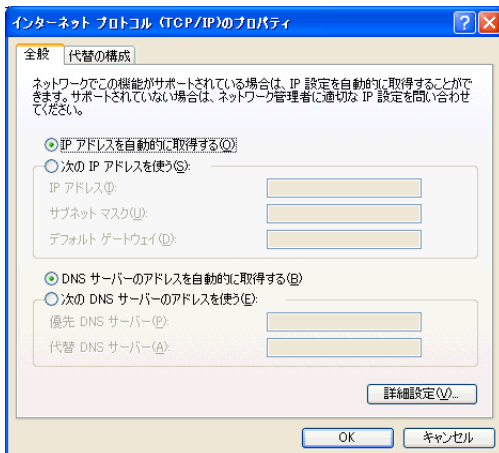 インターネット プロトコル (TCP/IP)のプロパティ
全般
代替の構成
ネットワークでこの機能がサポートされている場合は、IP 設定を自動的に取得することがで
きます。サポートされていない場合は、ネットワーク管理者に適切な IP 設定を問い合わせ
てください。
IP アドレスを自動的に取得する(O)
次の IP アドレスを使う(S):
IP アドレス(I):
サブネット マスク(U):
デフォルト ゲートウェイ(D):
DNS サーバーのアドレスを自動的に取得する(B)
次の DNS サーバーのアドレスを使う(E):
優先 DNS サーバー(P):
代替 DNS サーバー(A):
詳細設定(V)...
OK
キャンセル